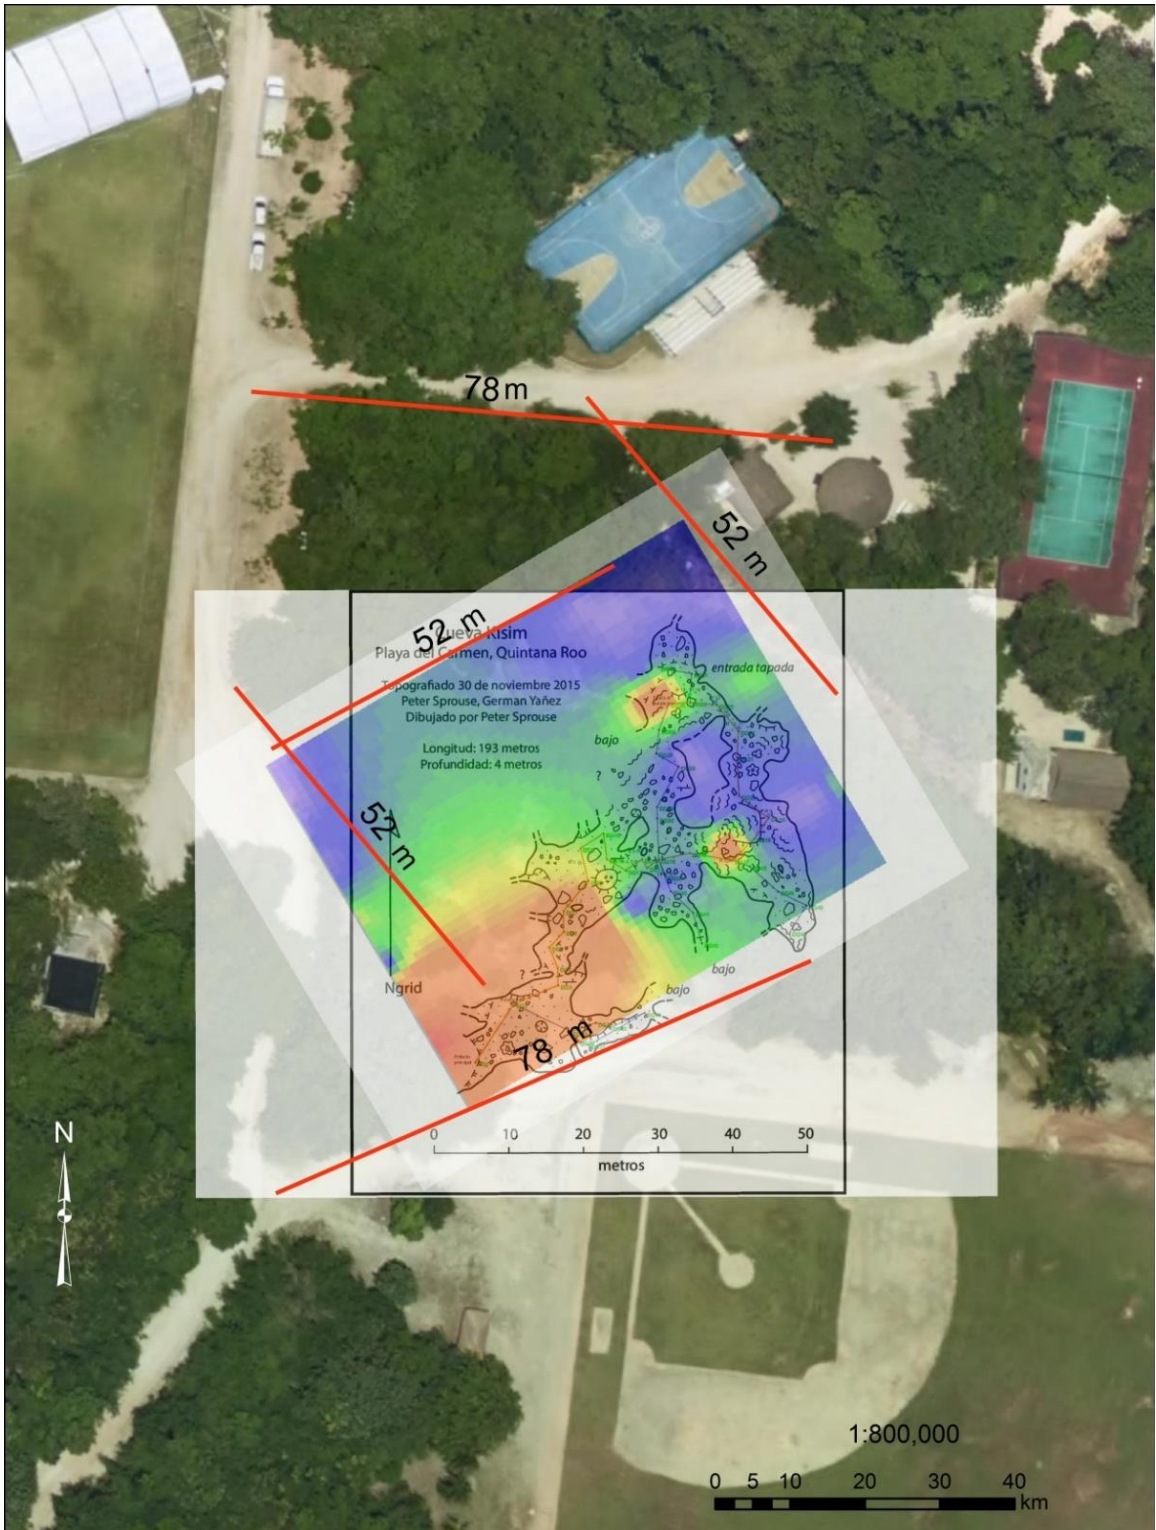 78 m
52 m
52 m
Cueva Kisim
Playa del Carmen, Quintana Roo
entrada tapada
Topografiado 30 de noviembre 2015
Peter Sprouse, German Yañez
Dibujado por Peter Sprouse
bajo
Longitud: 193 metros
Profundidad: 4 metros
?
52 m
bajo
?
Ngrid
bajo
78 m
0 10 20 30 40 50
metros
N
1:800,000
0 5 10 20 30 40
km